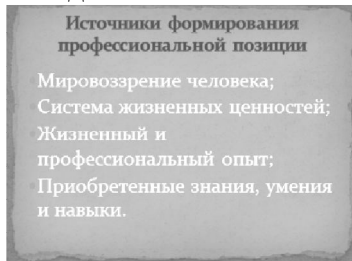 Источники формирования
профессиональной позиции
Мировоззрение человека;
Система жизненных ценностей;
Жизненный и
профессиональный опыт;
Приобретенные знания, умения
и навыки.